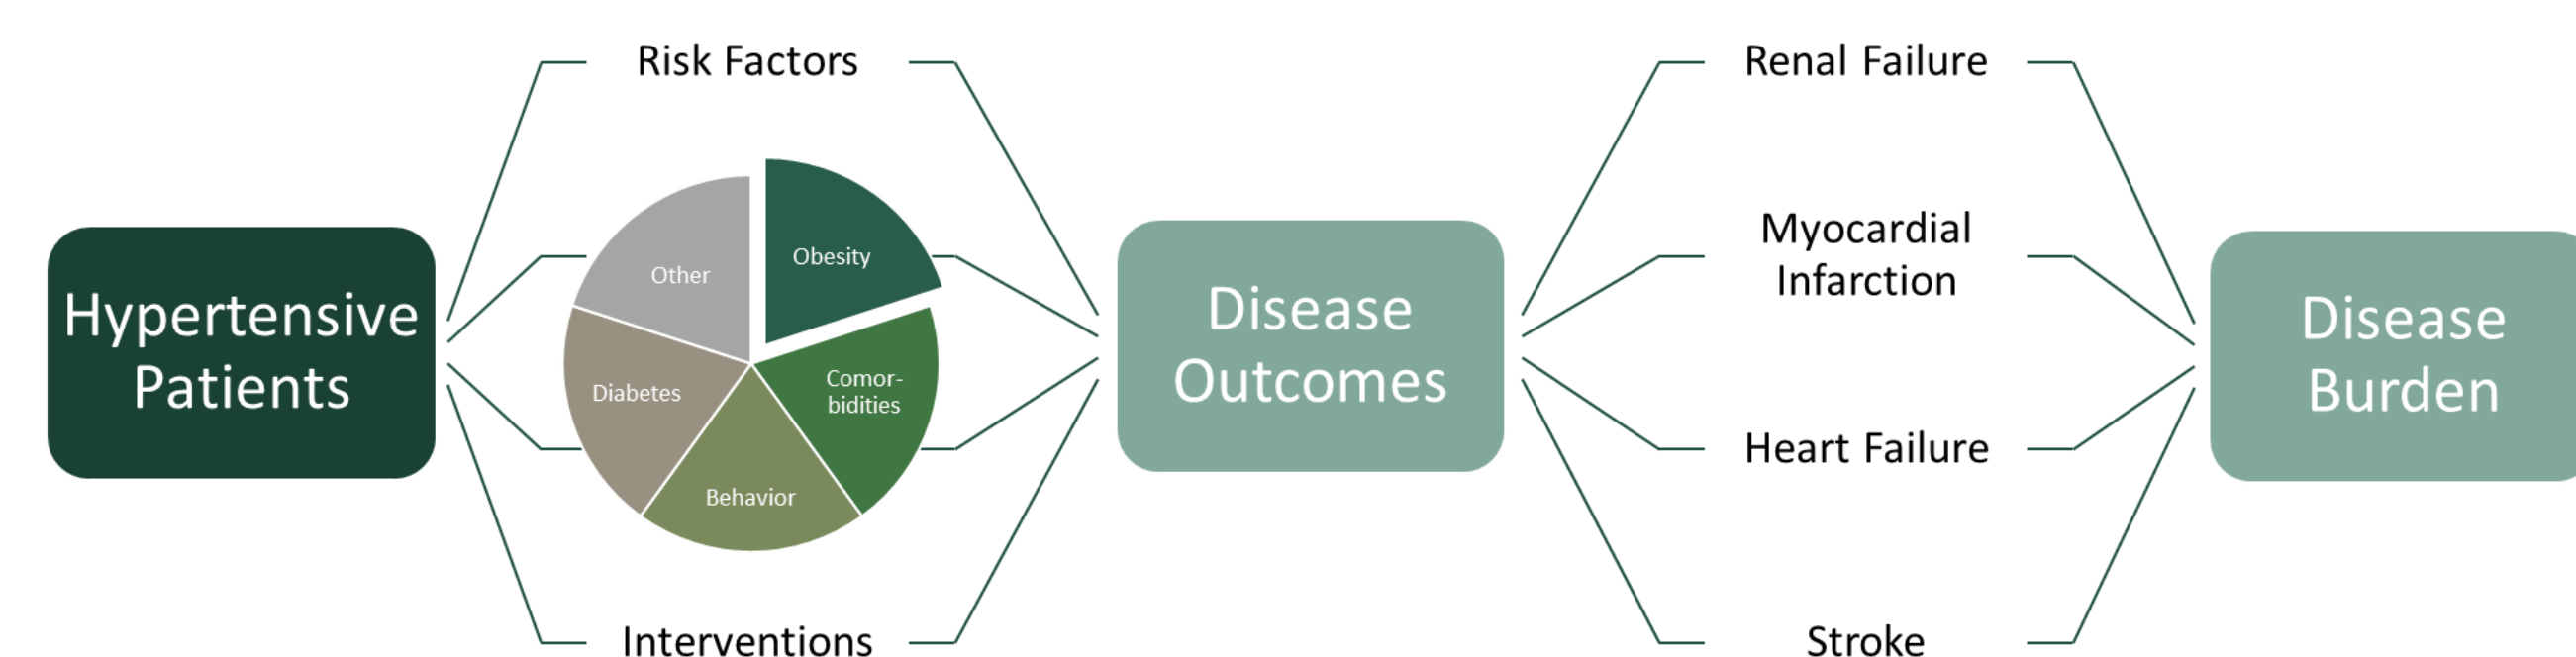 Hypertensive
Patients
Risk Factors
Other
Obesity
Diabetes
Comor-
bidities
Behavior
Interventions
Disease
Outcomes
Renal Failure
Myocardial
Infarction
Heart Failure
Stroke
Disease
Burden